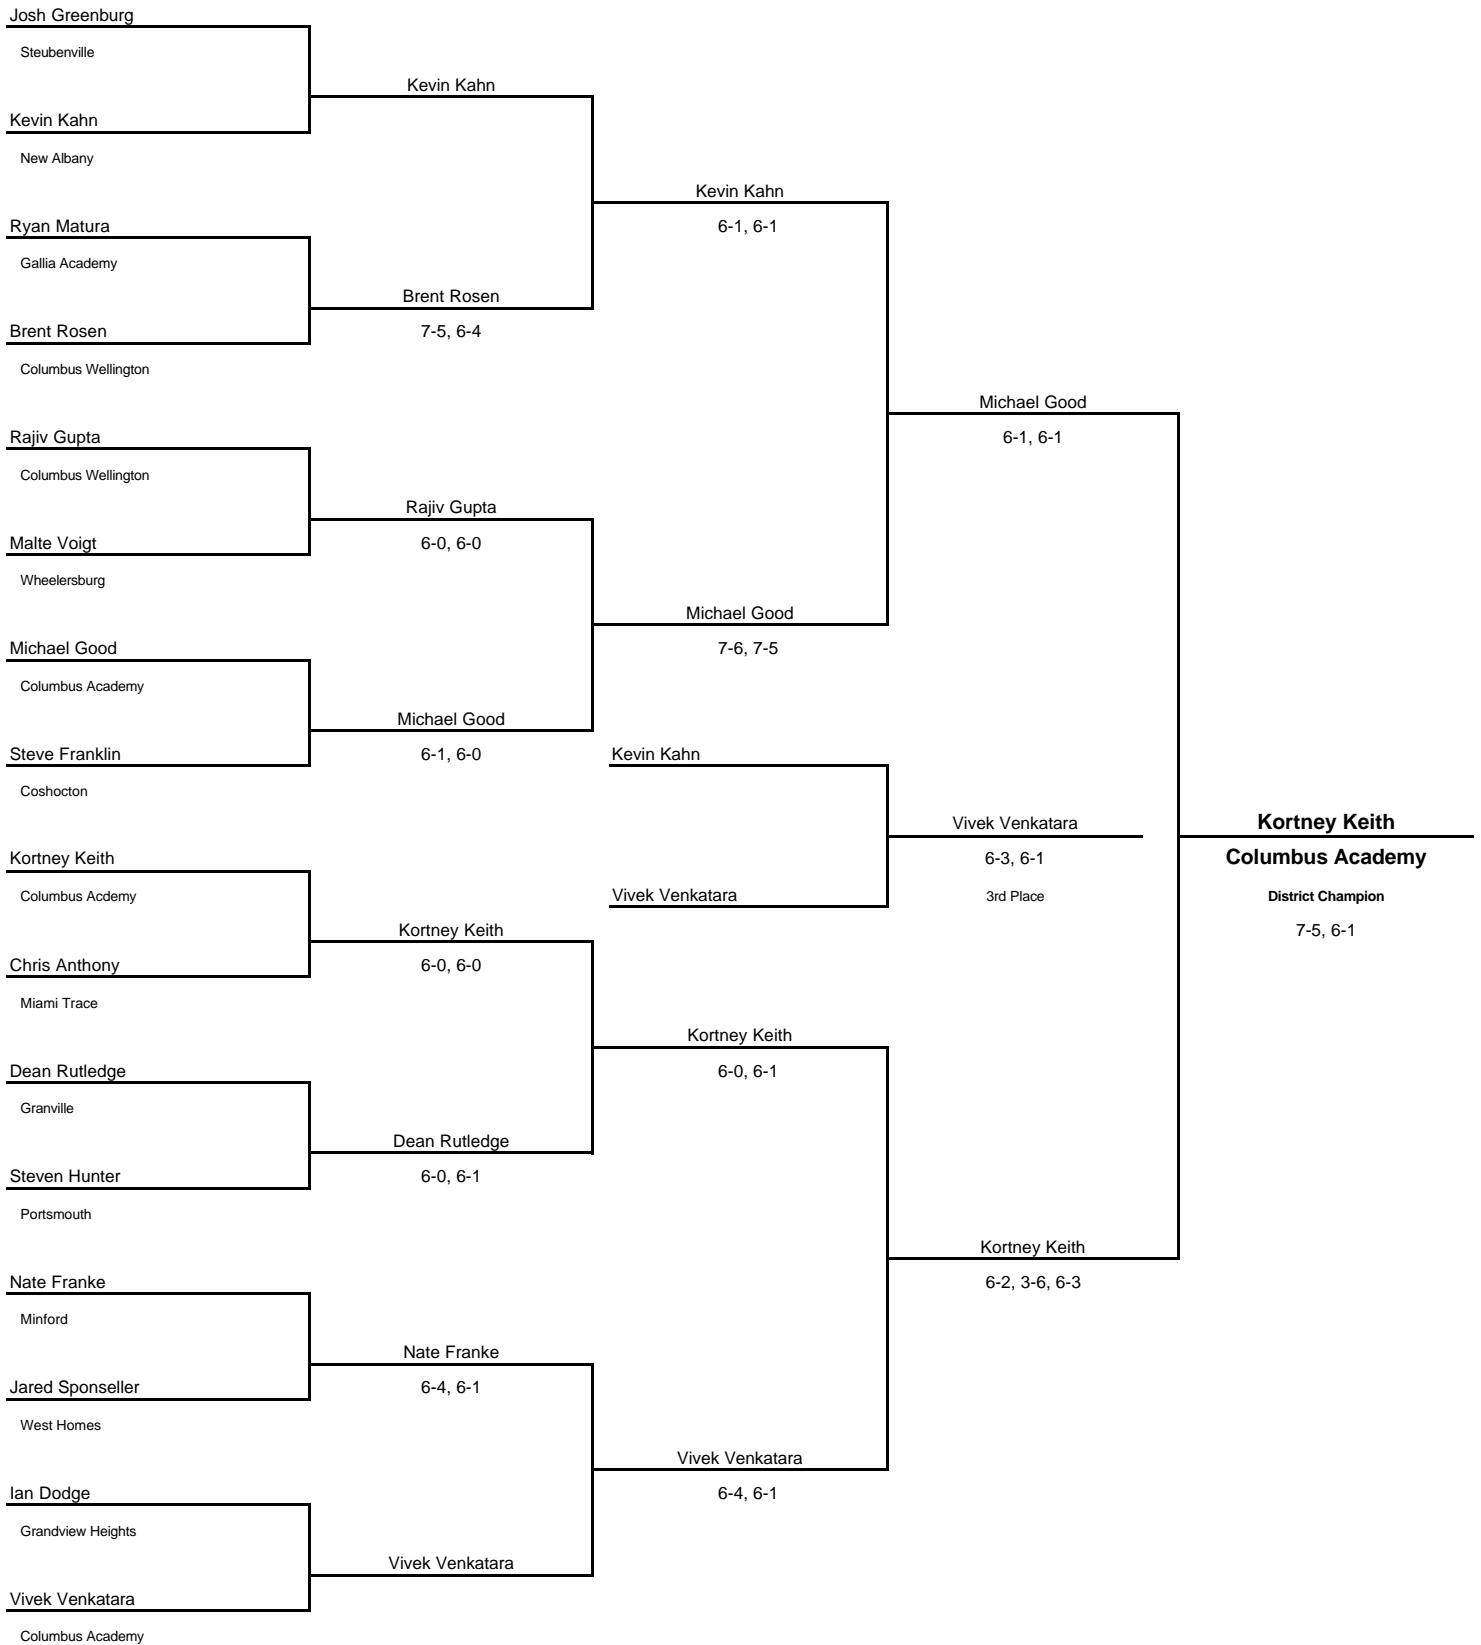 Josh Greenburg
Steubenville
Kevin Kahn
Kevin Kahn
New Albany
Kevin Kahn
Ryan Matura
6-1, 6-1
Gallia Academy
Brent Rosen
Brent Rosen
7-5, 6-4
Columbus Wellington
Michael Good
Rajiv Gupta
6-1, 6-1
Columbus Wellington
Rajiv Gupta
Malte Voigt
6-0, 6-0
Wheelersburg
Michael Good
Michael Good
7-6, 7-5
Columbus Academy
Michael Good
Steve Franklin
6-1, 6-0
Kevin Kahn
Coshocton
Vivek Venkatara
Kortney Keith
Kortney Keith
6-3, 6-1
Columbus Academy
Columbus Acdemy
Vivek Venkatara
3rd Place
District Champion
Kortney Keith
7-5, 6-1
Chris Anthony
6-0, 6-0
Miami Trace
Kortney Keith
Dean Rutledge
6-0, 6-1
Granville
Dean Rutledge
Steven Hunter
6-0, 6-1
Portsmouth
Kortney Keith
Nate Franke
6-2, 3-6, 6-3
Minford
Nate Franke
Jared Sponseller
6-4, 6-1
West Homes
Vivek Venkatara
Ian Dodge
6-4, 6-1
Grandview Heights
Vivek Venkatara
Vivek Venkatara
Columbus Academy